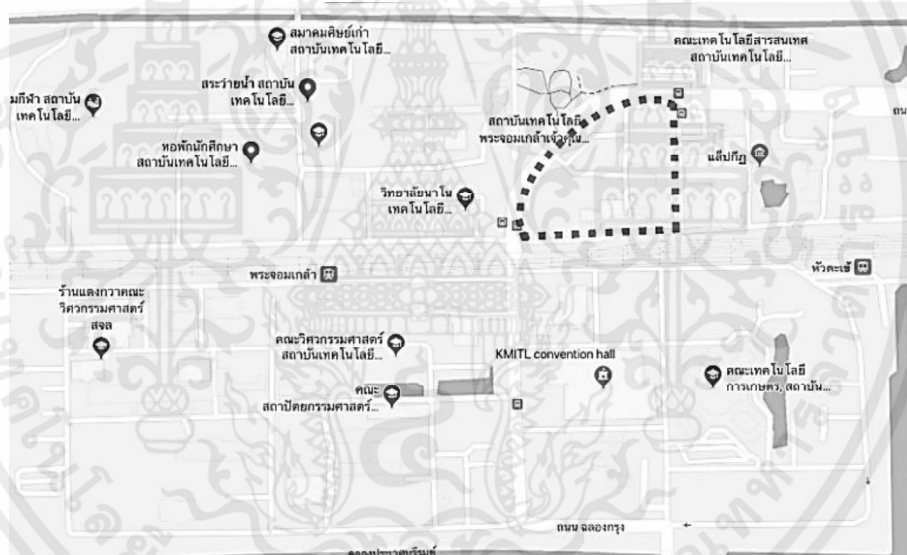 สมาคมศิษย์เก่า
สถาบันเทคโนโลยี...
คณะเทคโนโลยีสารสนเทศ
สถาบันเทคโนโลยี...
สระว่ายน้ำ สถาบัน
เทคโนโลยี...
มกีฬา สถาบัน
เทคโนโลยี...
ถน
สถาบันเทคโนโลยี
พระจอมเกล้าเจ้าคุณ...
หอพักนักศึกษา
สถาบันเทคโนโลยี...
แล็ปกีฏ
วิทยาลัยนาโน
เทคโนโลยี...
พระจอมเกล้า
หัวตะเข้
ร้านแตงกวาคณะ
วิศวกรรมศาสตร์
สจล
คณะวิศวกรรมศาสตร์
สถาบันเทคโนโลยี...
KMITL convention hall
คณะ
สถาปัตยกรรมศาสตร์...
คณะเทคโนโลยี
การเกษตร, สถาบัน...
ถนน ฉลองกรุง